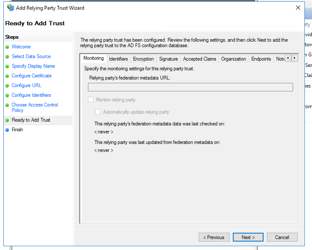 Add Relying Party Trust Wizard
Ready to Add Trust
Steps
Welcome
Select Data Source
Specify Display Name
Configure Certificate
Configure URL
Configure Identifiers
Choose Access Control
Policy
Ready to Add Trust
Finish
The relying party trust has been configured. Review the following settings, and then click Next to add the
relying party trust to the AD FS configuration database.
Monitoring Identifiers Encryption Signature Accepted Claims Organization Endpoints
Specify the monitoring settings for this relying party trust.
Relying party's federation metadata URL:
Monitor relying party
Automatically update relying party
This relying party's federation metadata data was last checked on:
< never >
This relying party was last updated from federation metadata on:
< never >
< Previous
Next >
Cancel